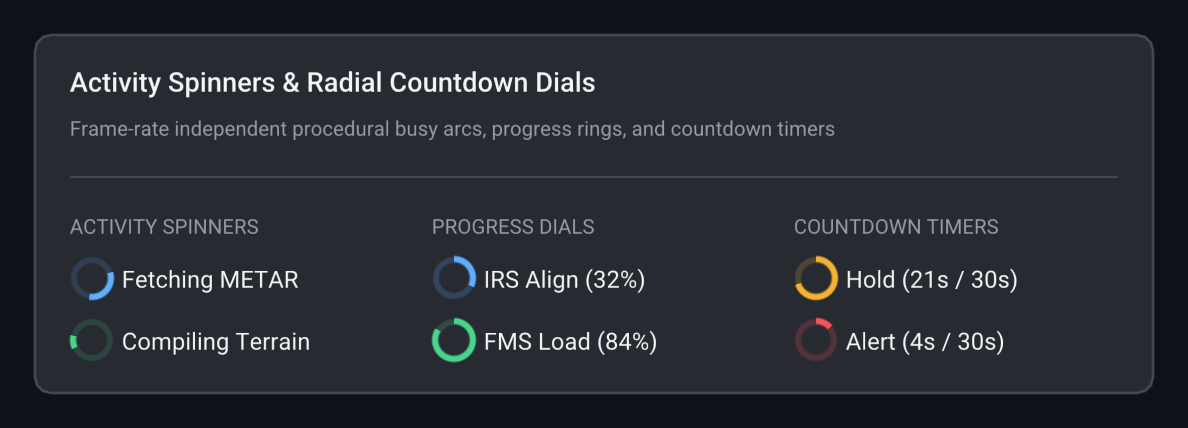 Activity Spinners & Radial Countdown Dials
Frame-rate independent procedural busy arcs, progress rings, and countdown timers
ACTIVITY SPINNERS
Fetching METAR
Compiling Terrain
PROGRESS DIALS
IRS Align (32%)
FMS Load (84%)
COUNTDOWN TIMERS
Hold (21s / 30s)
Alert (4s / 30s)